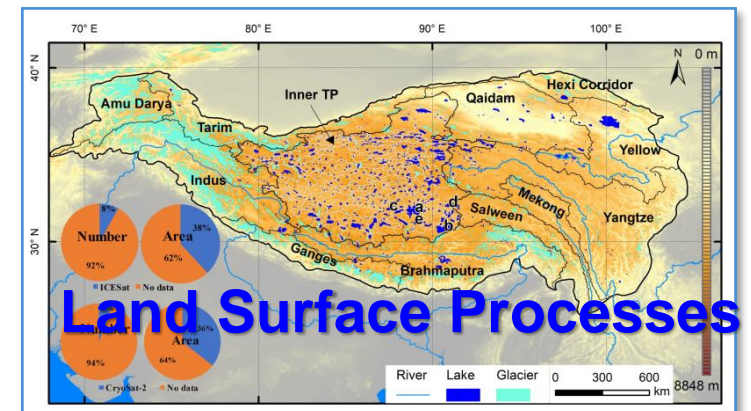 70° E 80° E 90° E 100° E
40° N
30° N
N
0 m
8848 m
Hexi Corridor
Qaidam
Inner TP
Amu Darya
Tarim
Yellow
Indus
Mekong
Salween
Yangtze
c a d
e b
Ganges
Brahmaputra
8%
Number
92%
38%
Area
62%
ICESat No data
Land Surface Processes
Number
94%
36%
Area
64%
CryoSat-2 No data
River Lake Glacier 0 300 600
km